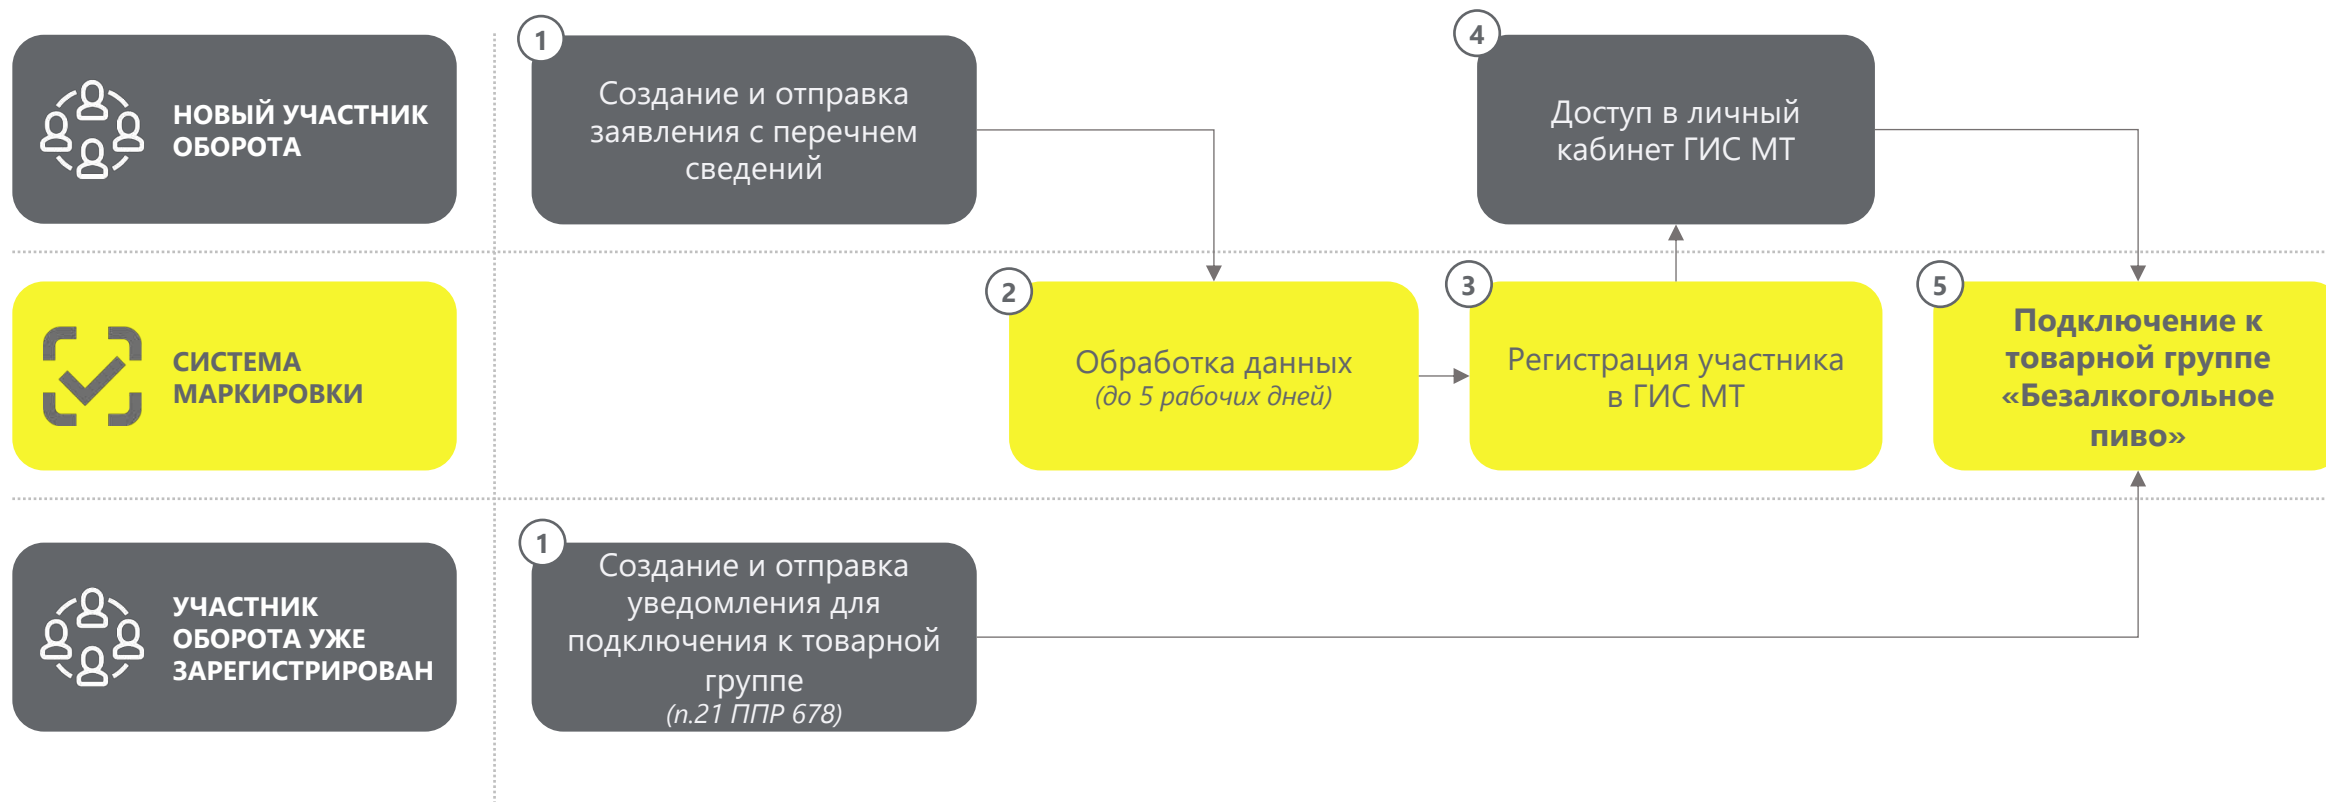 НОВЫЙ УЧАСТНИК
ОБОРОТА
1
Создание и отправка
заявления с перечнем
сведений
4
Доступ в личный
кабинет ГИС МТ
СИСТЕМА
МАРКИРОВКИ
2
Обработка данных
(до 5 рабочих дней)
3
Регистрация участника
в ГИС МТ
5
Подключение к
товарной группе
«Безалкогольное
пиво»
УЧАСТНИК
ОБОРОТА УЖЕ
ЗАРЕГИСТРИРОВАН
1
Создание и отправка
уведомления для
подключения к товарной
группе
(п.21 ППР 678)